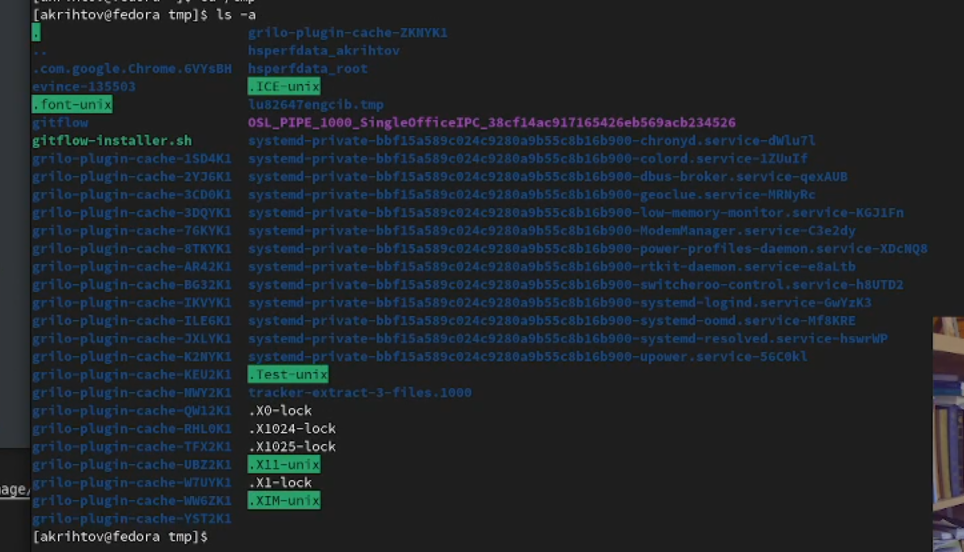 [akrihtov@fedora tmp]$ ls -a
. grilo-plugin-cache-ZKNYK1
.. hsperfdata_akrihtov
.com.google.Chrome.6VYsBH hsperfdata_root
evince-135503 .ICE-unix
.font-unix lu82647engcib.tmp
gitflow OSL_PIPE_1000_SingleOfficeIPC_38cf14ac917165426eb569acb234526
gitflow-installer.sh systemd-private-bbf15a589c024c9280a9b55c8b16b900-chronyd.service-dWlu7l
grilo-plugin-cache-1SD4K1 systemd-private-bbf15a589c024c9280a9b55c8b16b900-colord.service-1ZUuIf
grilo-plugin-cache-2YJ6K1 systemd-private-bbf15a589c024c9280a9b55c8b16b900-dbus-broker.service-qexAUB
grilo-plugin-cache-3CD0K1 systemd-private-bbf15a589c024c9280a9b55c8b16b900-geoclue.service-MRNyRc
grilo-plugin-cache-3DQYK1 systemd-private-bbf15a589c024c9280a9b55c8b16b900-low-memory-monitor.service-KGJ1Fn
grilo-plugin-cache-76KYK1 systemd-private-bbf15a589c024c9280a9b55c8b16b900-ModemManager.service-C3e2dy
grilo-plugin-cache-8TKYK1 systemd-private-bbf15a589c024c9280a9b55c8b16b900-power-profiles-daemon.service-XDcNQ8
grilo-plugin-cache-AR42K1 systemd-private-bbf15a589c024c9280a9b55c8b16b900-rtkit-daemon.service-e8aLtb
grilo-plugin-cache-BG32K1 systemd-private-bbf15a589c024c9280a9b55c8b16b900-switcheroo-control.service-h8UTD2
grilo-plugin-cache-IKVYK1 systemd-private-bbf15a589c024c9280a9b55c8b16b900-systemd-logind.service-GwYzK3
grilo-plugin-cache-ILE6K1 systemd-private-bbf15a589c024c9280a9b55c8b16b900-systemd-oomd.service-Mf8KRE
grilo-plugin-cache-JXLYK1 systemd-private-bbf15a589c024c9280a9b55c8b16b900-systemd-resolved.service-hswrWP
grilo-plugin-cache-K2NYK1 systemd-private-bbf15a589c024c9280a9b55c8b16b900-upower.service-56C0kl
grilo-plugin-cache-KEU2K1 .Test-unix
grilo-plugin-cache-NWY2K1 tracker-extract-3-files.1000
grilo-plugin-cache-QW12K1 .X0-lock
grilo-plugin-cache-RHL0K1 .X1024-lock
grilo-plugin-cache-TFX2K1 .X1025-lock
grilo-plugin-cache-UBZ2K1 .X11-unix
grilo-plugin-cache-W7UYK1 .X1-lock
grilo-plugin-cache-WW6ZK1 .XIM-unix
grilo-plugin-cache-YST2K1
[akrihtov@fedora tmp]$